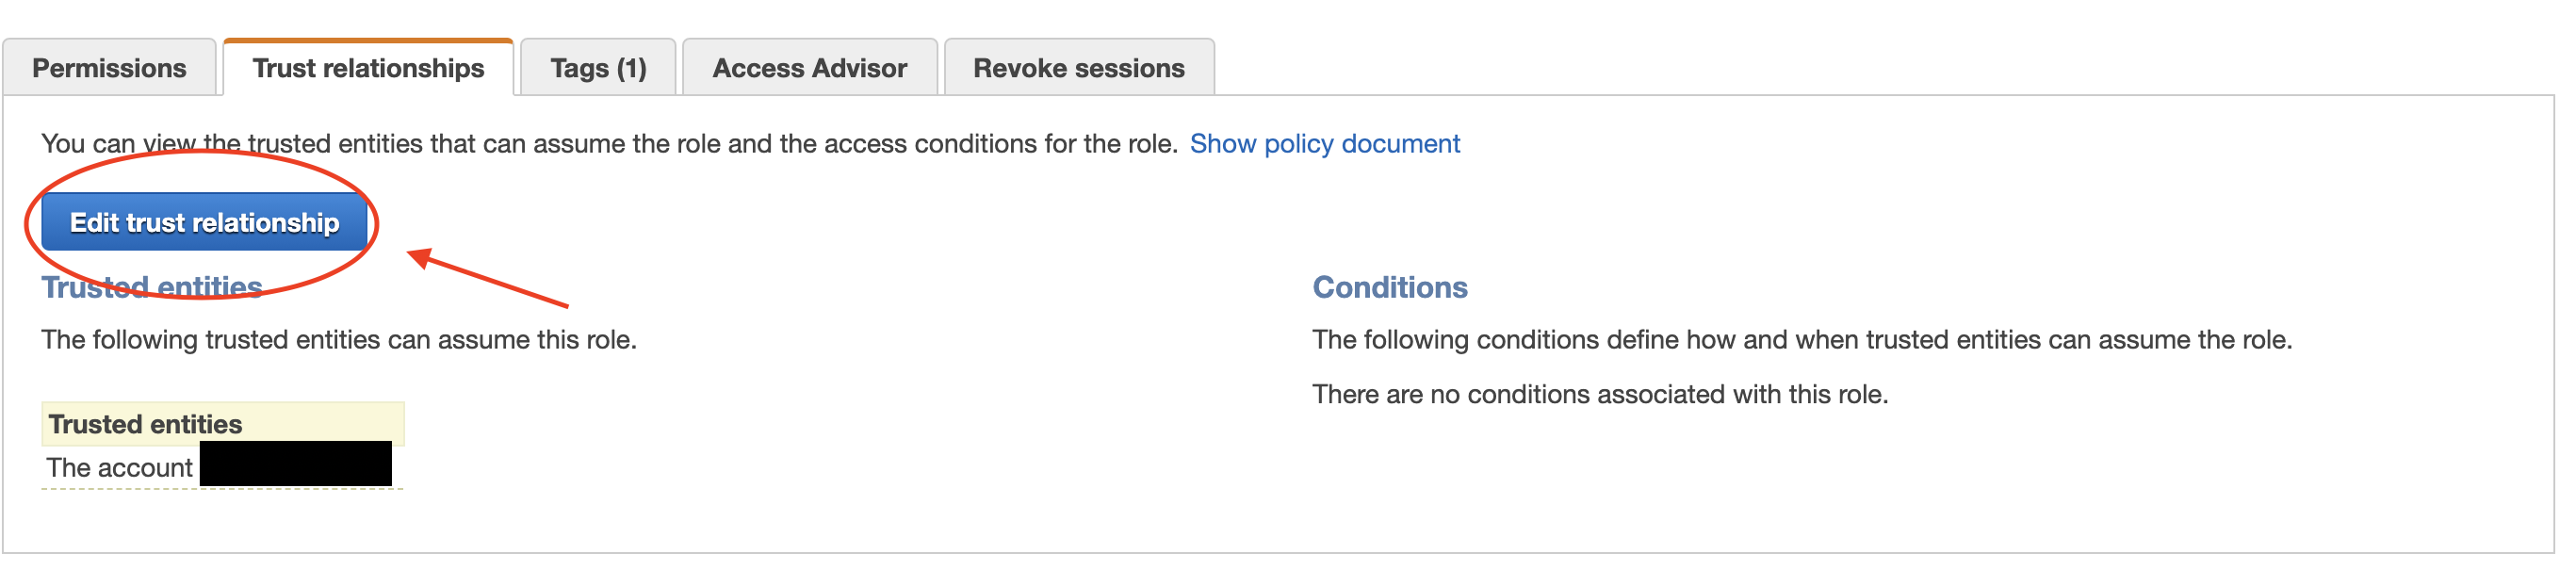 Permissions
Trust relationships
Tags (1)
Access Advisor
Revoke sessions
You can view the trusted entities that can assume the role and the access conditions for the role. Show policy document
Edit trust relationship
Trusted entities
The following trusted entities can assume this role.
Trusted entities
The account
Conditions
The following conditions define how and when trusted entities can assume the role.
There are no conditions associated with this role.